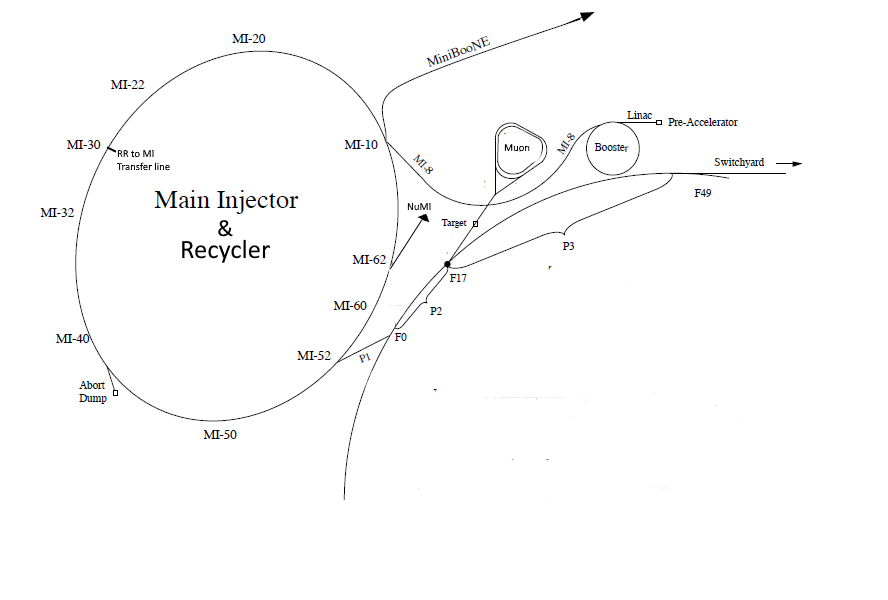 MI-20
MiniBooNE
MI-22
Linac
Pre-Accelerator
MI-30
RR to MI
Transfer line
MI-10
MI-8
Muon
MI-8
Booster
Switchyard
F49
MI-32
Main Injector
&
Recycler
NuMI
Target
P3
MI-62
F17
MI-60
P2
MI-40
F0
MI-52
P1
Abort
Dump
MI-50